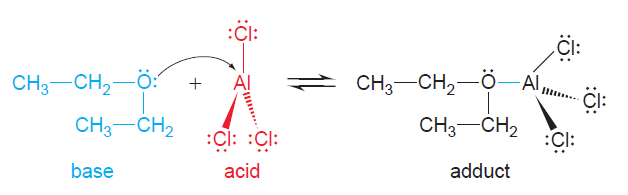 :Cl:
CH3—CH2—O: + Al ⇌ CH3—CH2—O—Al Cl:
CH3—CH2 :Cl: :Cl: CH3—CH2 :Cl: Cl:
base acid adduct